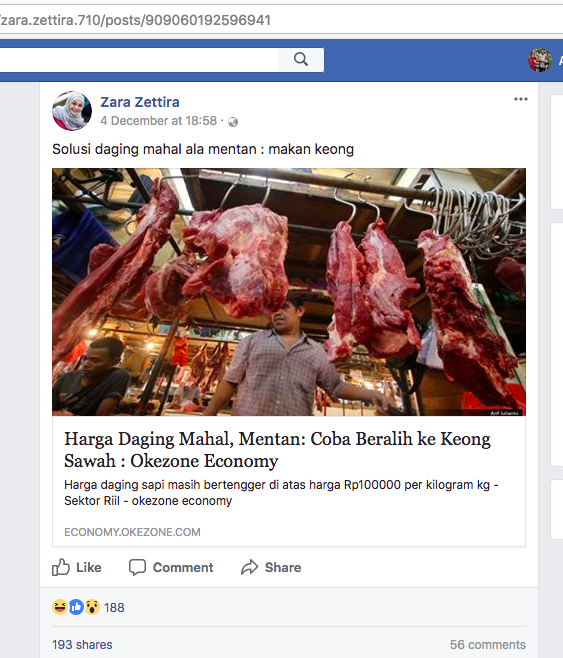 /zara.zettira.710/posts/909060192596941
Zara Zettira
4 December at 18:58 ·
Solusi daging mahal ala mentan : makan keong
Arif Julianto
Harga Daging Mahal, Mentan: Coba Beralih ke Keong
Sawah : Okezone Economy
Harga daging sapi masih bertengger di atas harga Rp100000 per kilogram kg -
Sektor Riil - okezone economy
ECONOMY.OKEZONE.COM
Like Comment Share
188
193 shares 56 comments